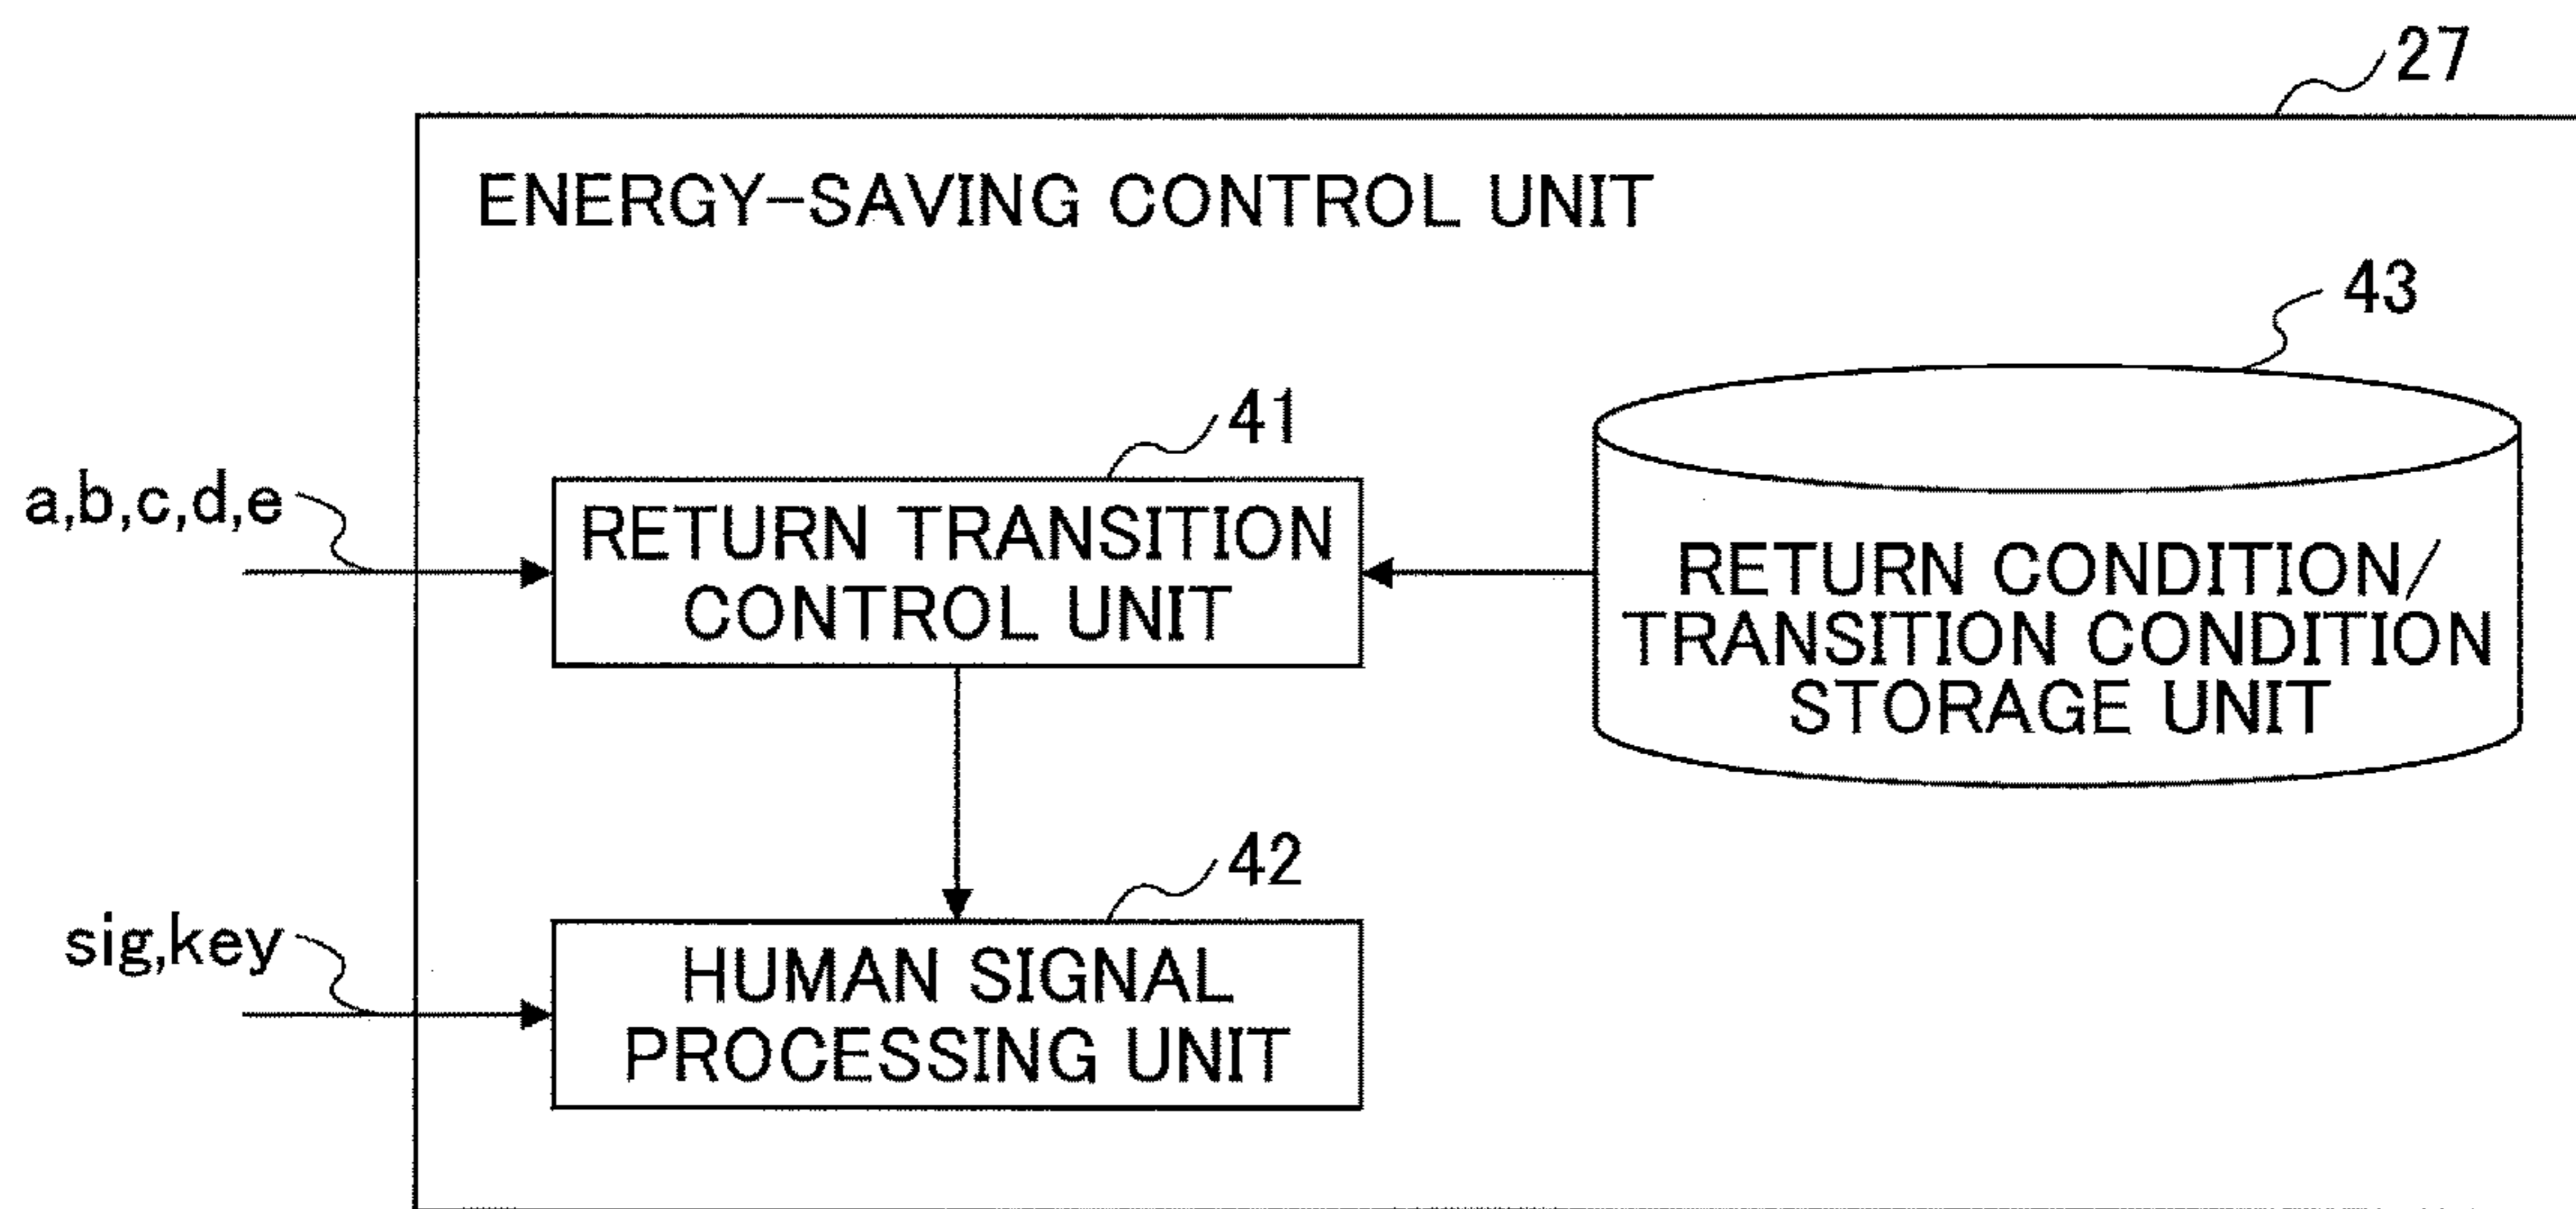 27
ENERGY-SAVING CONTROL UNIT
43
41
a,b,c,d,e
RETURN TRANSITION
CONTROL UNIT
RETURN CONDITION/
TRANSITION CONDITION
STORAGE UNIT
42
sig,key
HUMAN SIGNAL
PROCESSING UNIT